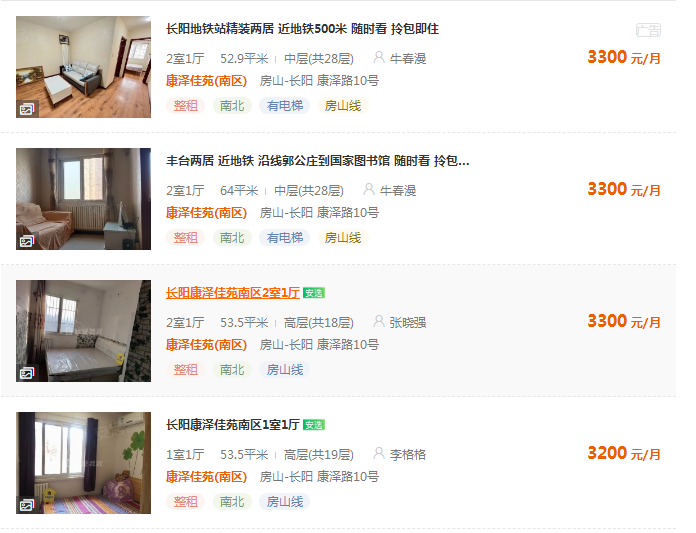 长阳地铁站精装两居 近地铁500米 随时看 拎包即住
广告
2室1厅 52.9平米 中层(共28层) 牛春漫
3300 元/月
康泽佳苑(南区) 房山-长阳 康泽路10号
整租 南北 有电梯 房山线
丰台两居 近地铁 沿线郭公庄到国家图书馆 随时看 拎包...
2室1厅 64平米 中层(共28层) 牛春漫
3300 元/月
康泽佳苑(南区) 房山-长阳 康泽路10号
整租 南北 有电梯 房山线
长阳康泽佳苑南区2室1厅 安选
2室1厅 53.5平米 高层(共18层) 张晓强
3300 元/月
康泽佳苑(南区) 房山-长阳 康泽路10号
整租 南北 房山线
长阳康泽佳苑南区1室1厅 安选
1室1厅 53.5平米 高层(共19层) 李格格
3200 元/月
康泽佳苑(南区) 房山-长阳 康泽路10号
整租 南北 房山线